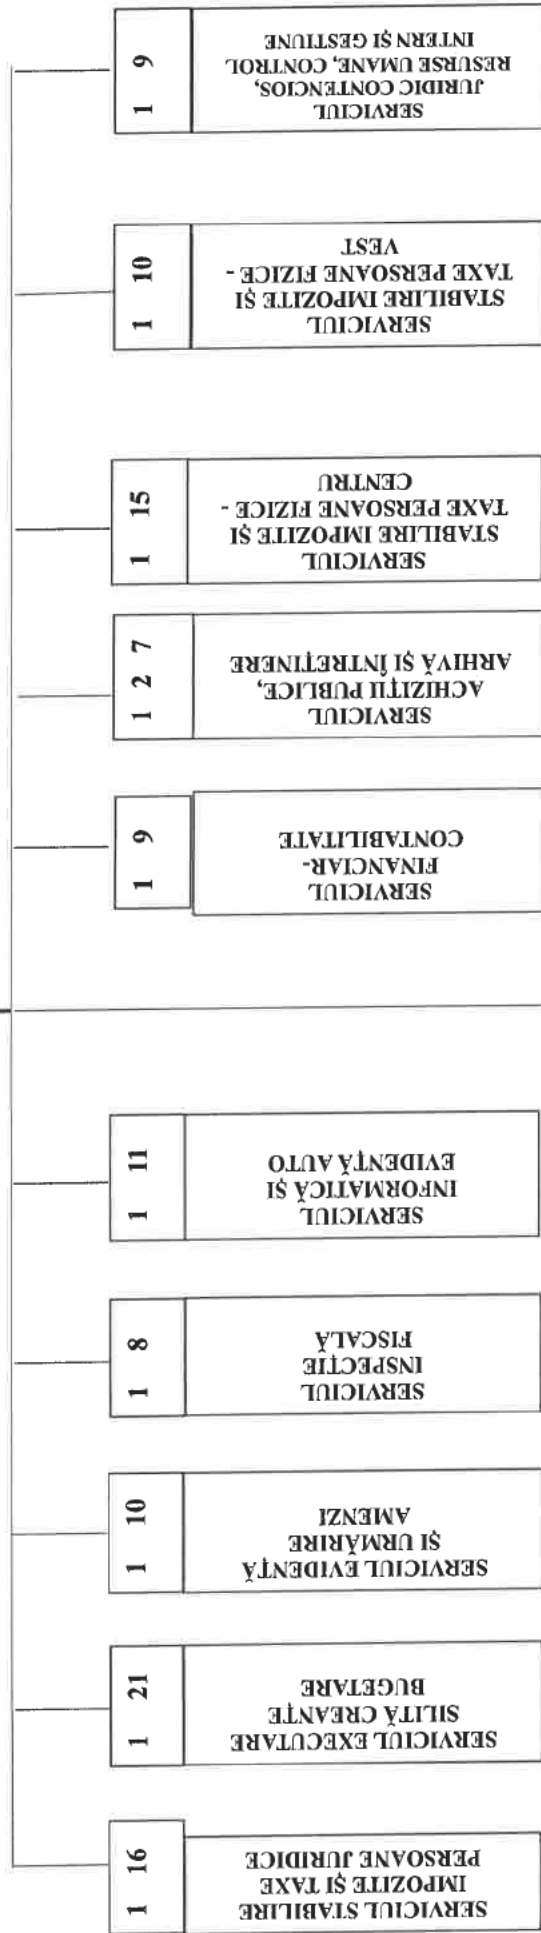 1 9
SERVICIUL
JURIDIC CONTENCIOS,
RESURSE UMANE, CONTROL
INTERN ȘI GESTIUNE
1 10
SERVICIUL
STABILIRE IMPOZITE ȘI
TAXE PERSOANE FIZICE -
VEST
1 15
SERVICIUL
STABILIRE IMPOZITE ȘI
TAXE PERSOANE FIZICE -
CENTRU
1 2 7
SERVICIUL
ACHIZIȚII PUBLICE,
ARHIVĂ ȘI ÎNTREȚINERE
1 9
SERVICIUL
FINANCIAR-
CONTABILITATE
1 11
SERVICIUL
INFORMATICĂ ȘI
EVIDENȚĂ AUTO
1 8
SERVICIUL
INSPECȚIE
FISCALĂ
1 10
SERVICIUL EVIDENȚĂ
ȘI URMĂRIRE
AMENZI
1 21
SERVICIUL EXECUTARE
SILITĂ CREANȚE
BUGETARE
1 16
SERVICIUL STABILIRE
IMPOZITE ȘI TAXE
PERSOANE JURIDICE